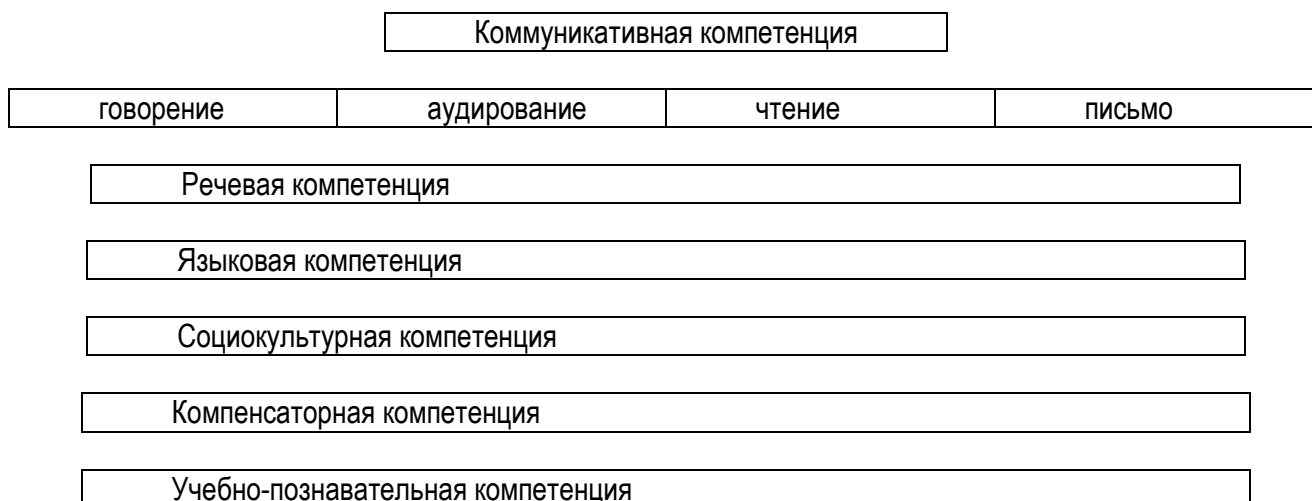 Коммуникативная компетенция
говорение аудирование чтение письмо
Речевая компетенция
Языковая компетенция
Социокультурная компетенция
Компенсаторная компетенция
Учебно-познавательная компетенция